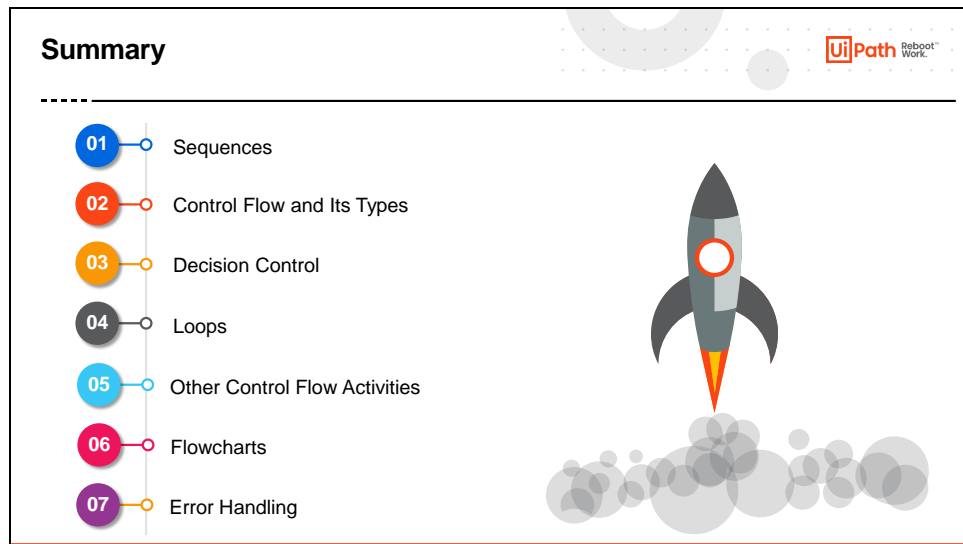 Summary
UiPath Reboot™
Work.
01 Sequences
02 Control Flow and Its Types
03 Decision Control
04 Loops
05 Other Control Flow Activities
06 Flowcharts
07 Error Handling